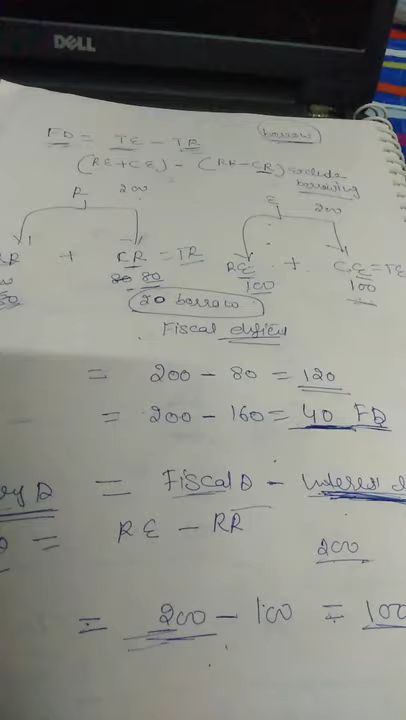 DELL
FD = TE - TR
borrow
(RE+CE) - (RR-CR) exclude
borrowing
R 200
E 200
RR + CR = TR
RE + CE = TE
80 80
100
100
20 borrow
Fiscal deficit
= 200 - 80 = 120
= 200 - 160 = 40 FD
ry D = Fiscal D - Interest
= RE - RR
200
= 200 - 100 = 100